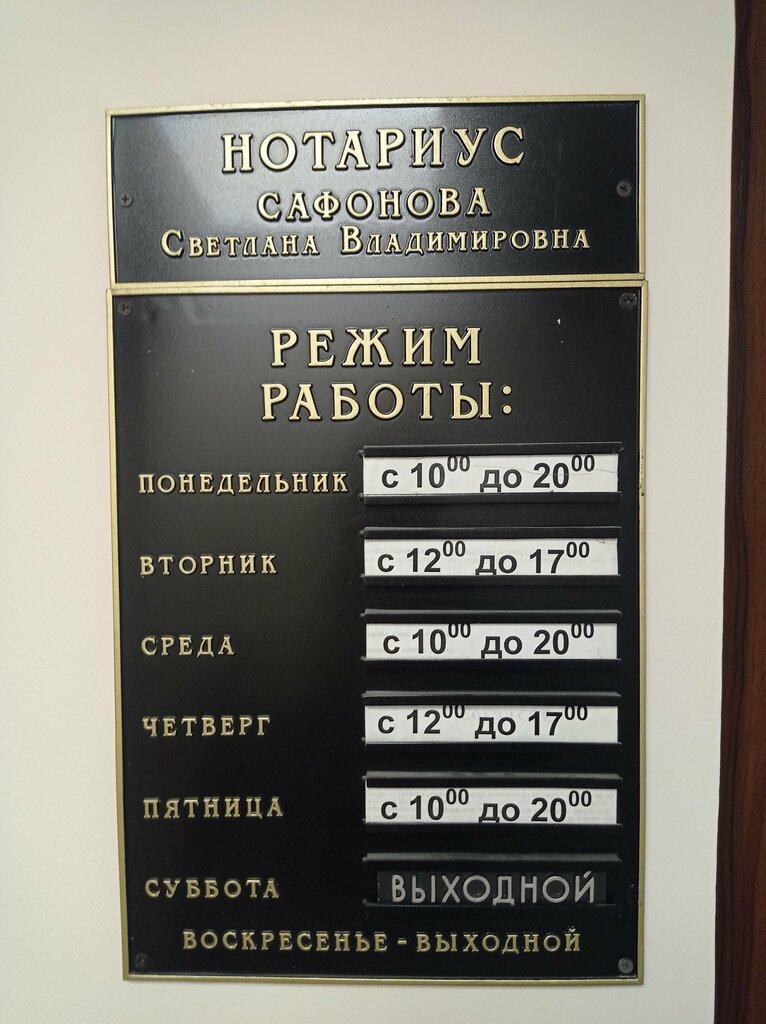 НОТАРИУС
САФОНОВА
СВЕТЛАНА ВЛАДИМИРОВНА
РЕЖИМ
РАБОТЫ:
ПОНЕДЕЛЬНИК с 10⁰⁰ до 20⁰⁰
ВТОРНИК с 12⁰⁰ до 17⁰⁰
СРЕДА с 10⁰⁰ до 20⁰⁰
ЧЕТВЕРГ с 12⁰⁰ до 17⁰⁰
ПЯТНИЦА с 10⁰⁰ до 20⁰⁰
СУББОТА ВЫХОДНОЙ
ВОСКРЕСЕНЬЕ - ВЫХОДНОЙ